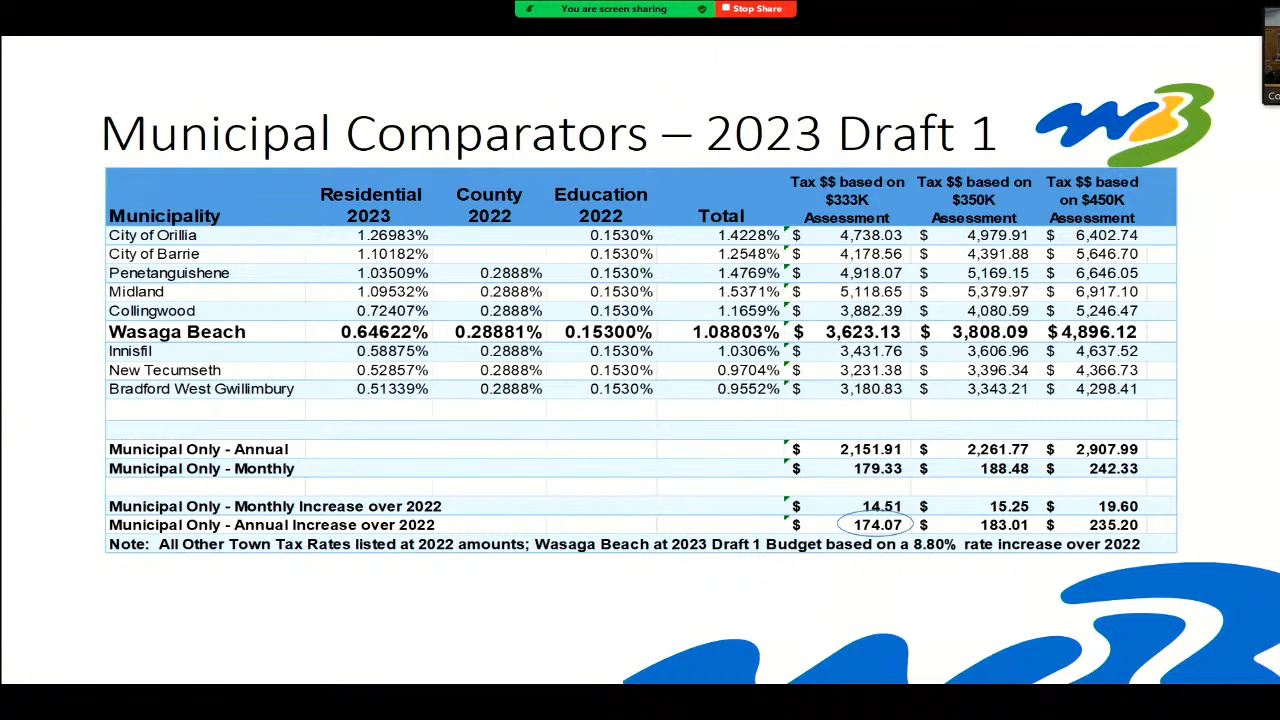 You are screen sharing Stop Share
Co
Municipal Comparators – 2023 Draft 1
Municipality Residential 2023 County 2022 Education 2022 Total Tax $$ based on $333K Assessment Tax $$ based on $350K Assessment Tax $$ based on $450K Assessment
City of Orillia 1.26983% 0.1530% 1.4228% $ 4,738.03 $ 4,979.91 $ 6,402.74
City of Barrie 1.10182% 0.1530% 1.2548% $ 4,178.56 $ 4,391.88 $ 5,646.70
Penetanguishene 1.03509% 0.2888% 0.1530% 1.4769% $ 4,918.07 $ 5,169.15 $ 6,646.05
Midland 1.09532% 0.2888% 0.1530% 1.5371% $ 5,118.65 $ 5,379.97 $ 6,917.10
Collingwood 0.72407% 0.2888% 0.1530% 1.1659% $ 3,882.39 $ 4,080.59 $ 5,246.47
Wasaga Beach 0.64622% 0.28881% 0.15300% 1.08803% $ 3,623.13 $ 3,808.09 $ 4,896.12
Innisfil 0.58875% 0.2888% 0.1530% 1.0306% $ 3,431.76 $ 3,606.96 $ 4,637.52
New Tecumseth 0.52857% 0.2888% 0.1530% 0.9704% $ 3,231.38 $ 3,396.34 $ 4,366.73
Bradford West Gwillimbury 0.51339% 0.2888% 0.1530% 0.9552% $ 3,180.83 $ 3,343.21 $ 4,298.41
Municipal Only - Annual $ 2,151.91 $ 2,261.77 $ 2,907.99
Municipal Only - Monthly $ 179.33 $ 188.48 $ 242.33
Municipal Only - Monthly Increase over 2022 $ 14.51 $ 15.25 $ 19.60
Municipal Only - Annual Increase over 2022 $ 174.07 $ 183.01 $ 235.20
Note: All Other Town Tax Rates listed at 2022 amounts; Wasaga Beach at 2023 Draft 1 Budget based on a 8.80% rate increase over 2022